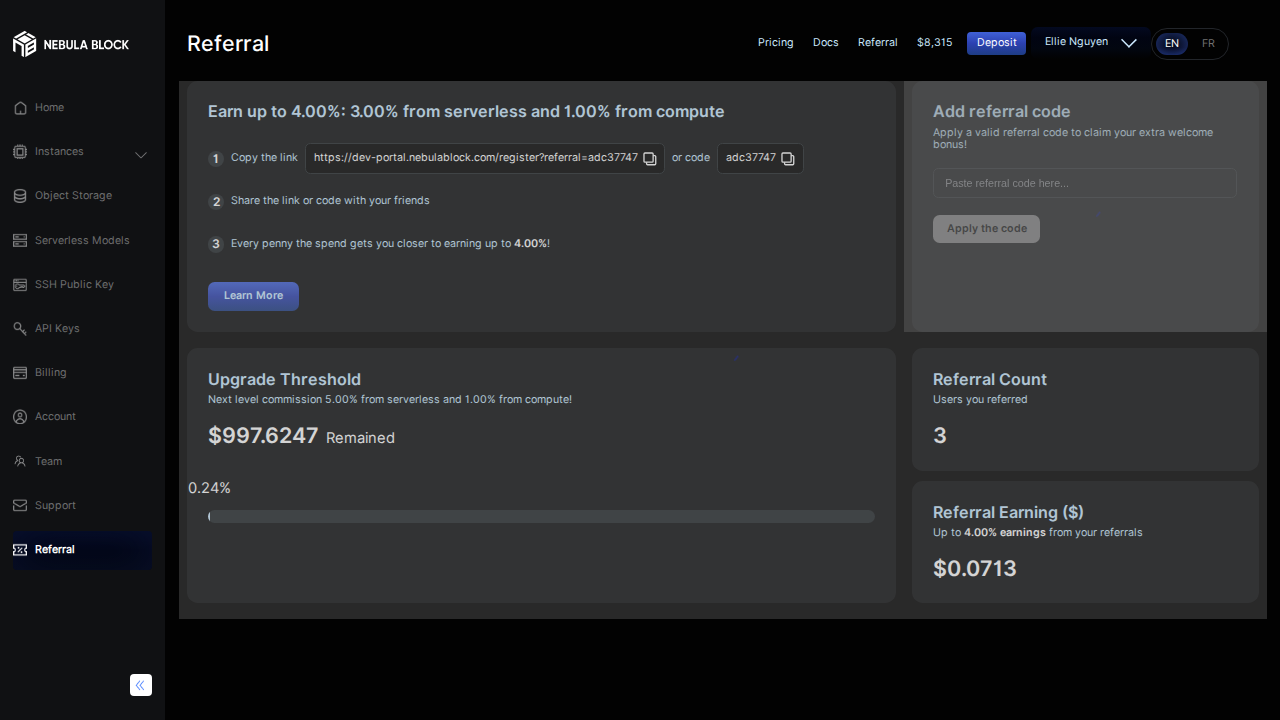 NEBULA BLOCK
Home
Instances
Object Storage
Serverless Models
SSH Public Key
API Keys
Billing
Account
Team
Support
Referral
Referral
Pricing
Docs
Referral
$8,315
Deposit
Ellie Nguyen
EN
FR
Earn up to 4.00%: 3.00% from serverless and 1.00% from compute
1 Copy the link https://dev-portal.nebulablock.com/register?referral=adc37747 or code adc37747
2 Share the link or code with your friends
3 Every penny the spend gets you closer to earning up to 4.00%!
Learn More
Add referral code
Apply a valid referral code to claim your extra welcome
bonus!
Paste referral code here...
Apply the code
Upgrade Threshold
Next level commission 5.00% from serverless and 1.00% from compute!
$997.6247 Remained
0.24%
Referral Count
Users you referred
3
Referral Earning ($)
Up to 4.00% earnings from your referrals
$0.0713